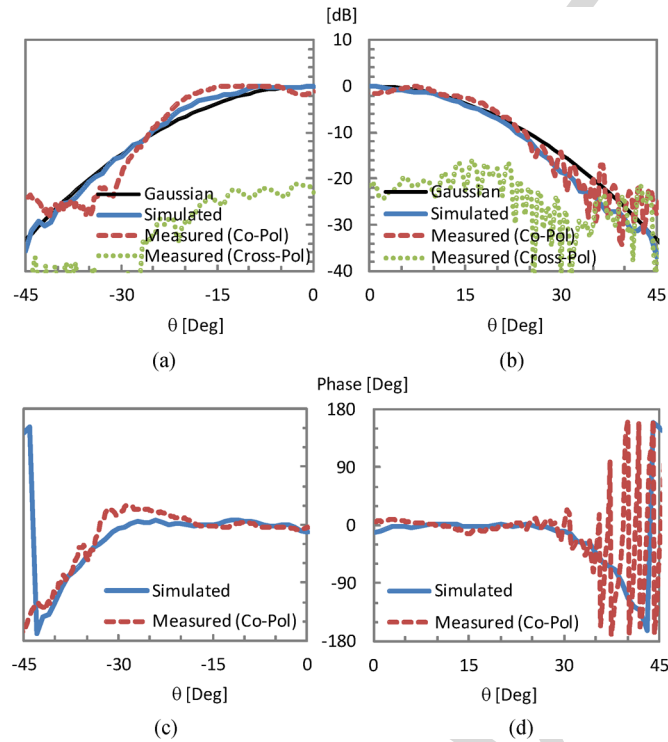 [dB]
10
0
-10
-20
-30
-40
Gaussian
Simulated
Measured (Co-Pol)
Measured (Cross-Pol)
-45 -30 -15 0
θ [Deg]
(a)
Gaussian
Simulated
Measured (Co-Pol)
Measured (Cross-Pol)
0 15 30 45
θ [Deg]
(b)
Phase [Deg]
180
90
0
-90
-180
Simulated
Measured (Co-Pol)
-45 -30 -15 0
θ [Deg]
(c)
Simulated
Measured (Co-Pol)
0 15 30 45
θ [Deg]
(d)